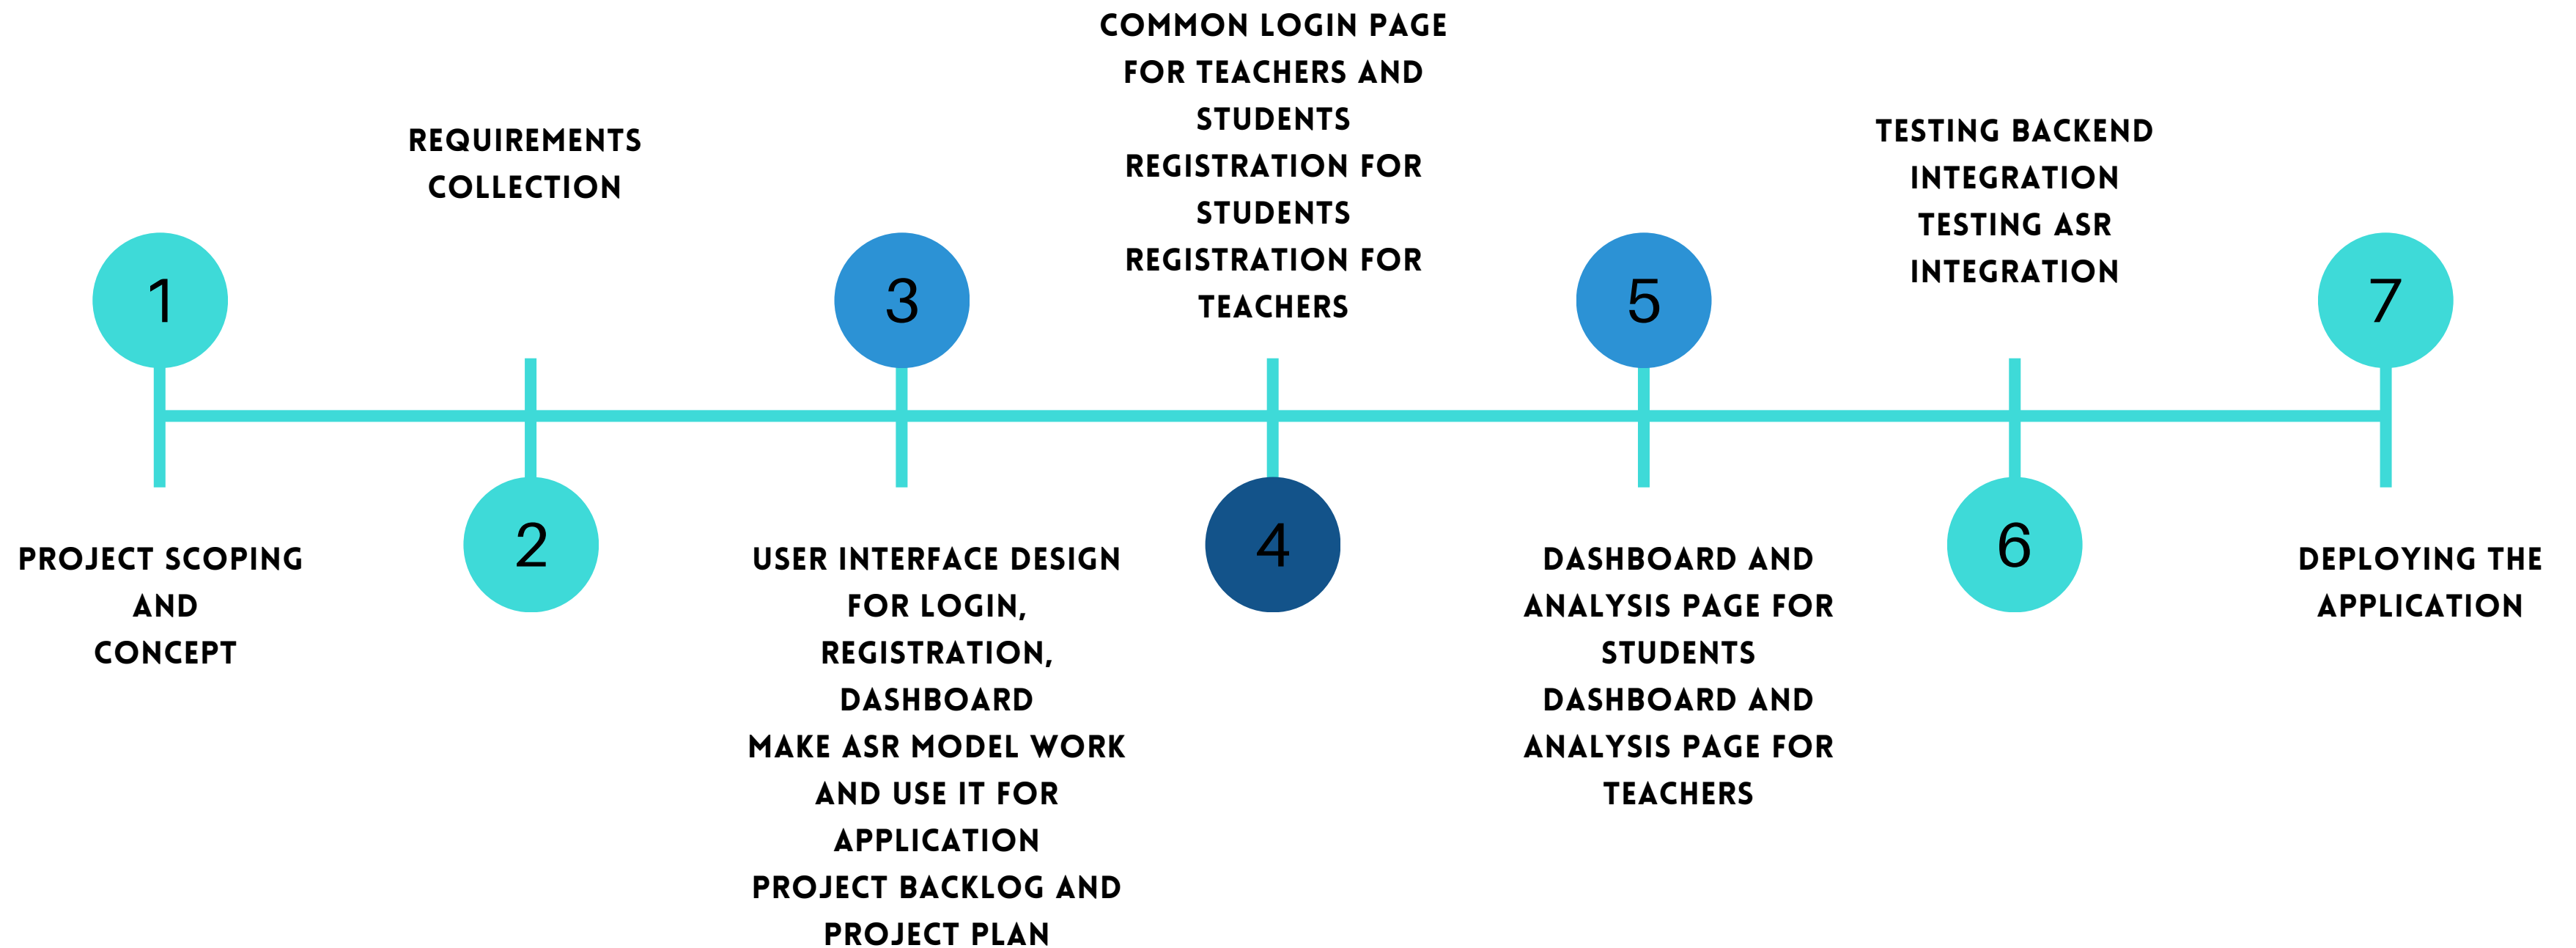 1
PROJECT SCOPING
AND
CONCEPT
REQUIREMENTS
COLLECTION
2
3
USER INTERFACE DESIGN
FOR LOGIN,
REGISTRATION,
DASHBOARD
MAKE ASR MODEL WORK
AND USE IT FOR
APPLICATION
PROJECT BACKLOG AND
PROJECT PLAN
COMMON LOGIN PAGE
FOR TEACHERS AND
STUDENTS
REGISTRATION FOR
STUDENTS
REGISTRATION FOR
TEACHERS
4
5
DASHBOARD AND
ANALYSIS PAGE FOR
STUDENTS
DASHBOARD AND
ANALYSIS PAGE FOR
TEACHERS
TESTING BACKEND
INTEGRATION
TESTING ASR
INTEGRATION
6
7
DEPLOYING THE
APPLICATION